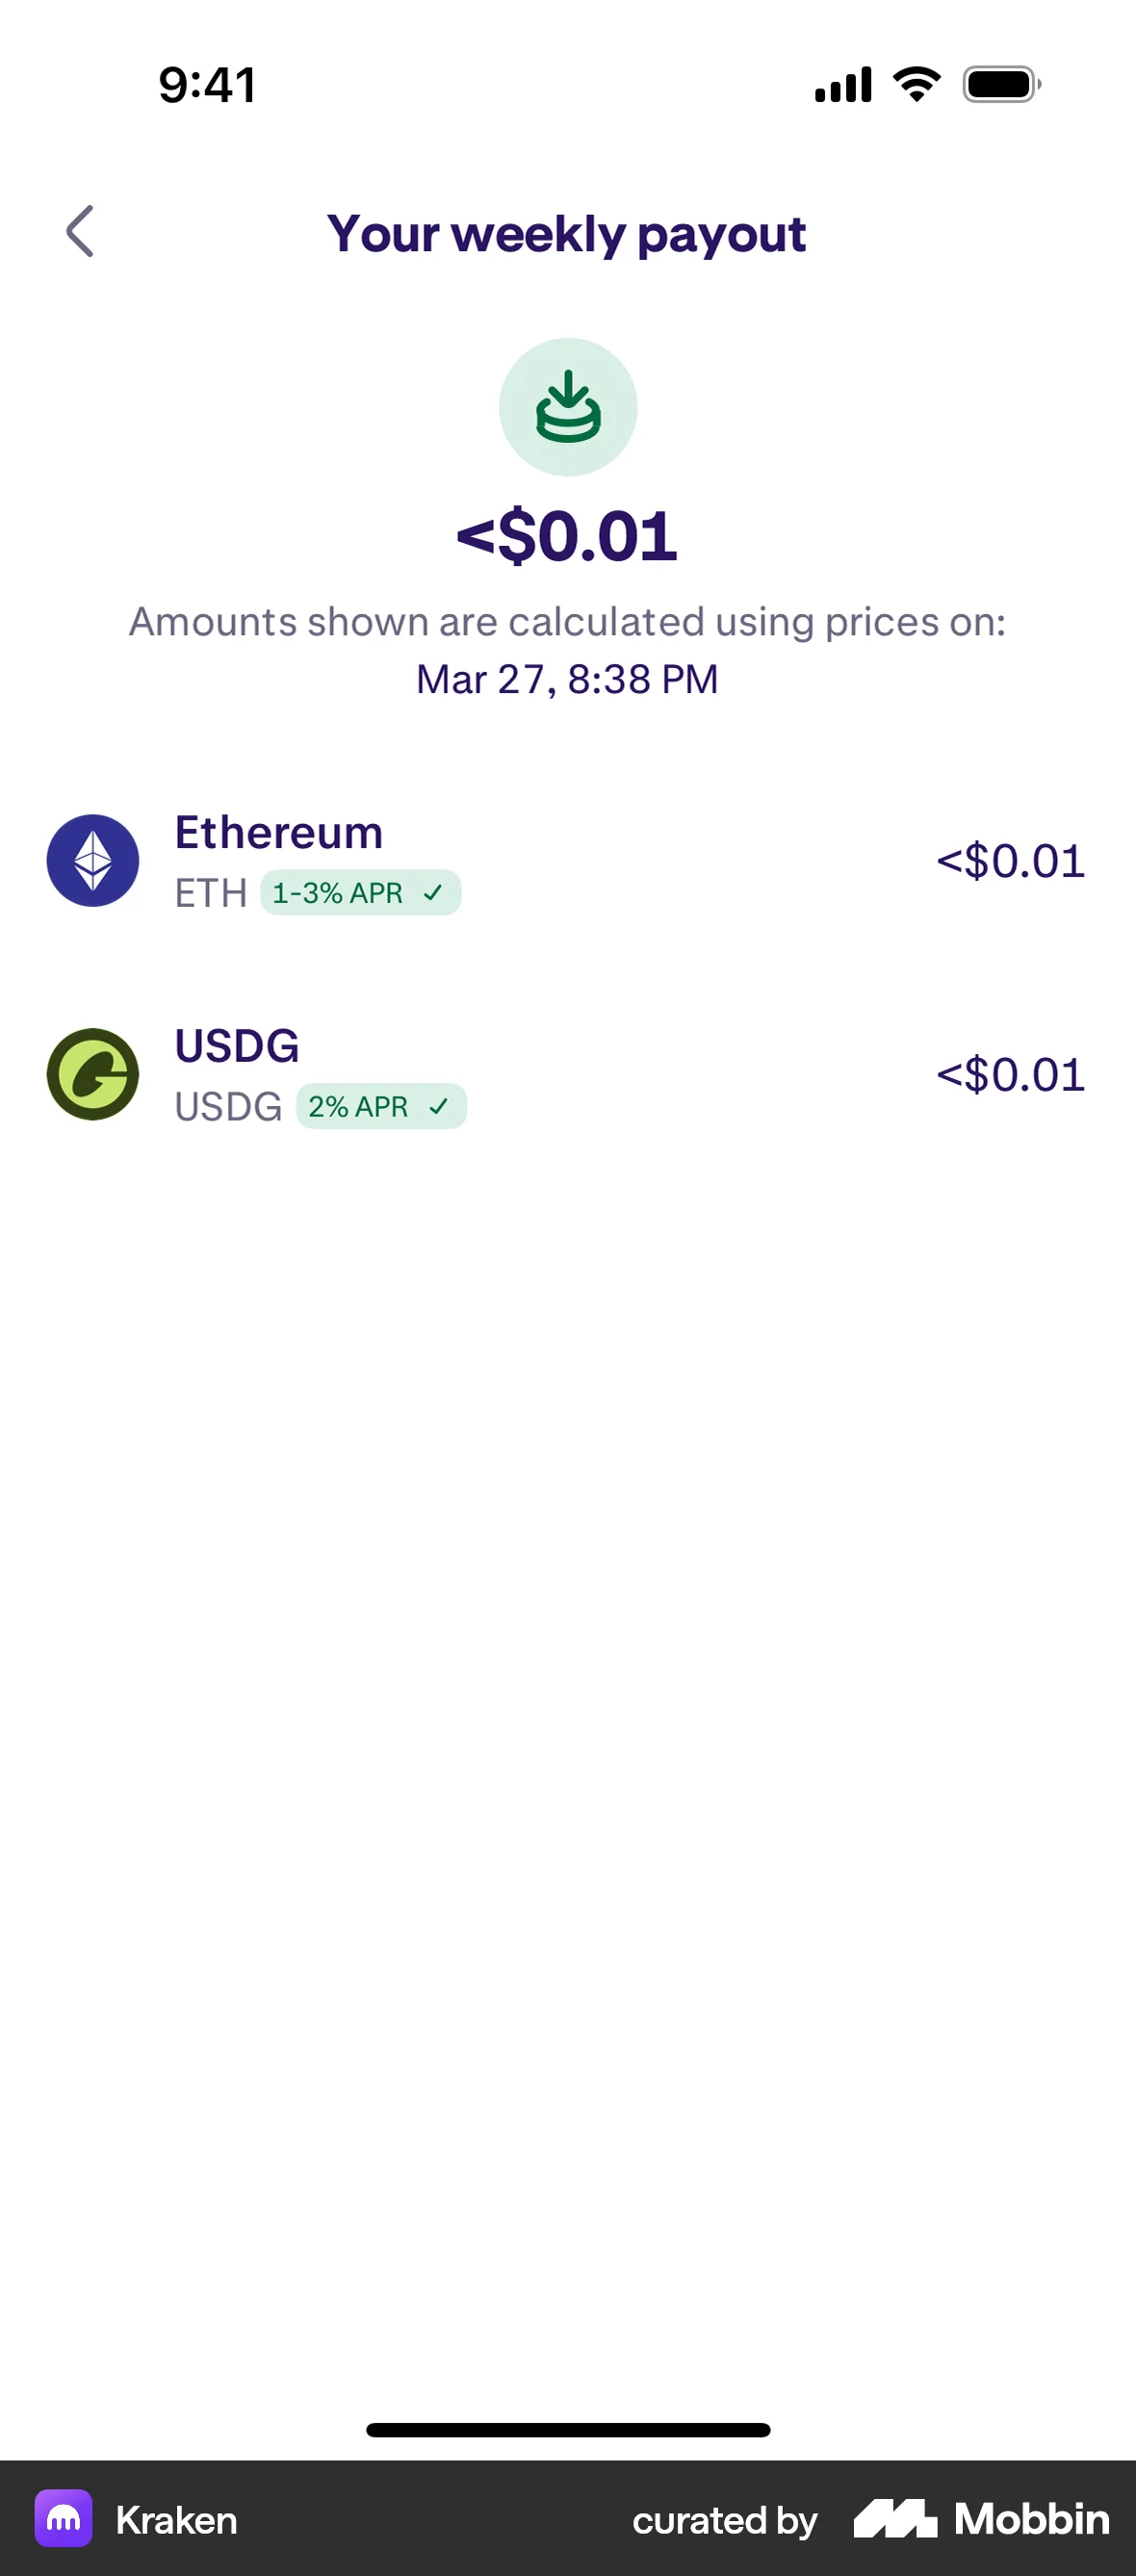 9:41
Your weekly payout
<$0.01
Amounts shown are calculated using prices on:
Mar 27, 8:38 PM
Ethereum
ETH 1-3% APR ✓
<$0.01
USDG
USDG 2% APR ✓
<$0.01
Kraken
curated by Mobbin